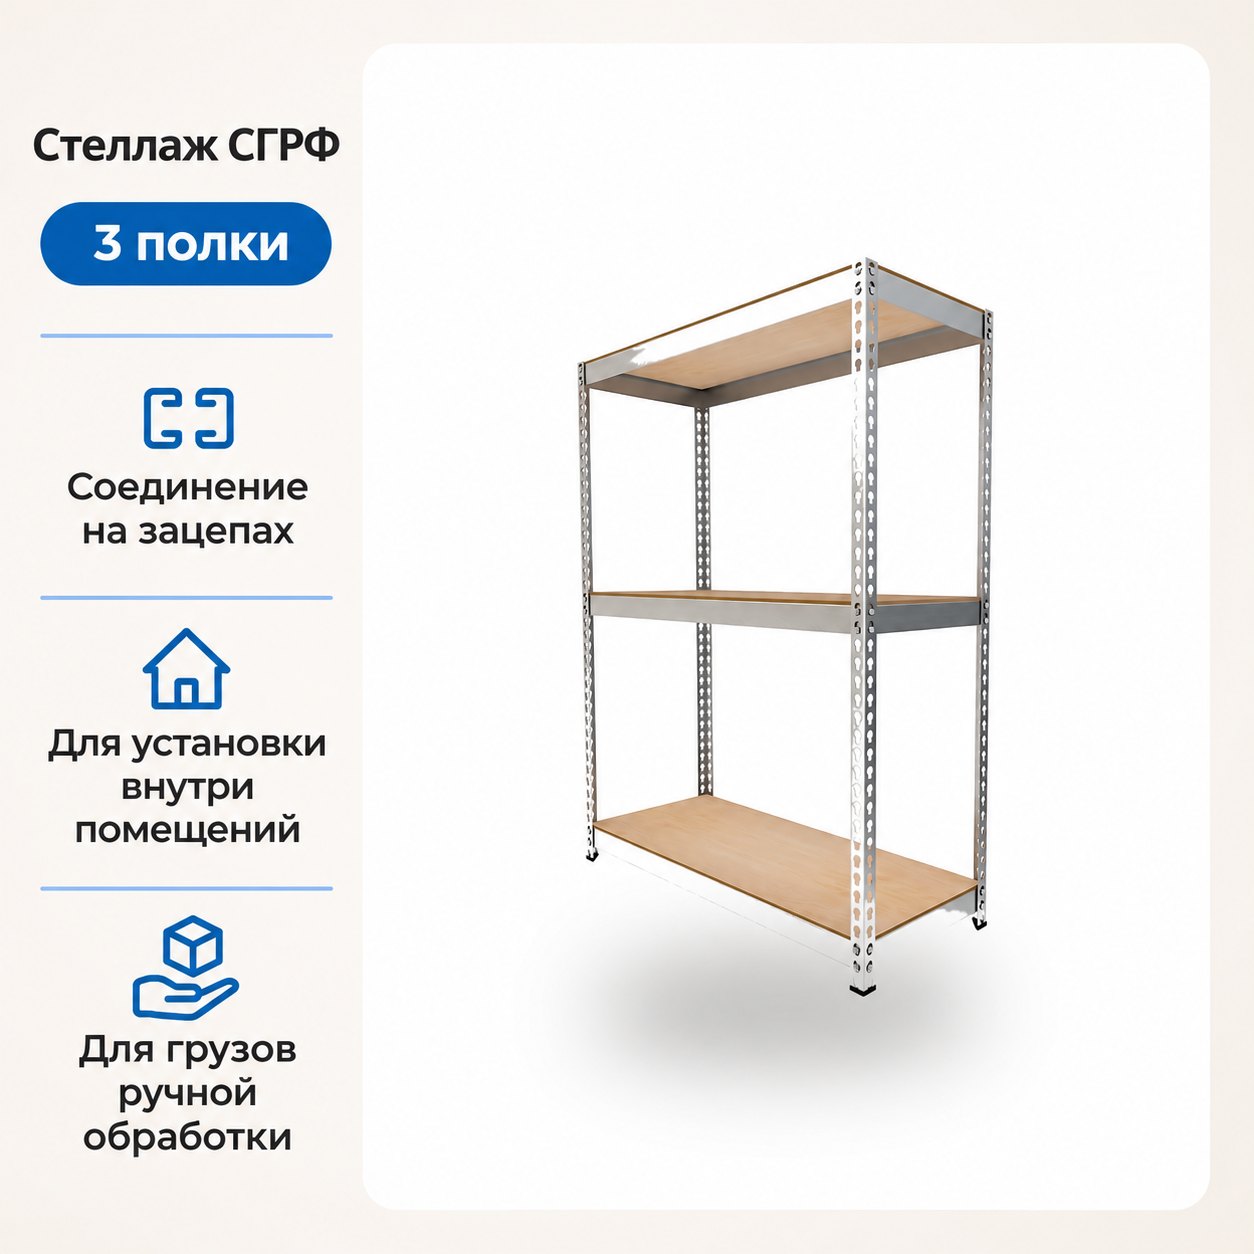 Стеллаж СГРФ
3 полки
Соединение
на зацепах
Для установки
внутри
помещений
Для грузов
ручной
обработки